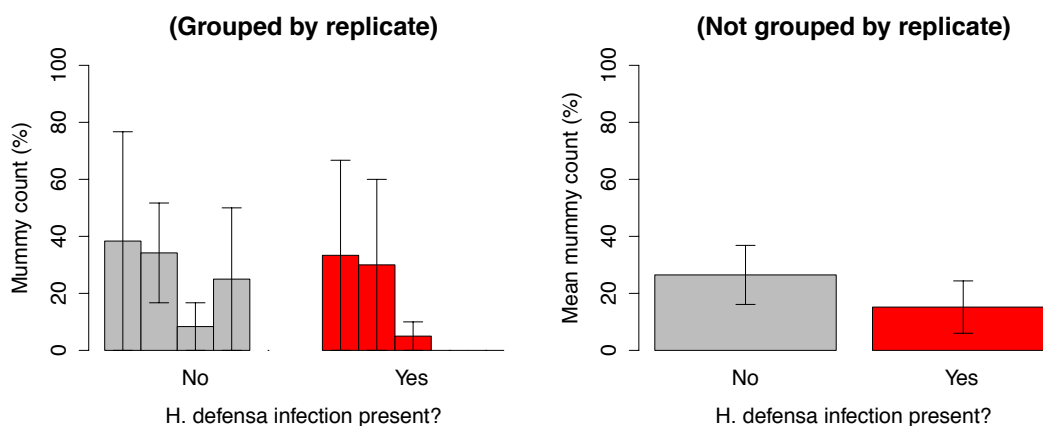 (Grouped by replicate)
Mummy count (%)
100
80
60
40
20
0
No
Yes
H. defensa infection present?
(Not grouped by replicate)
Mean mummy count (%)
100
80
60
40
20
0
No
Yes
H. defensa infection present?